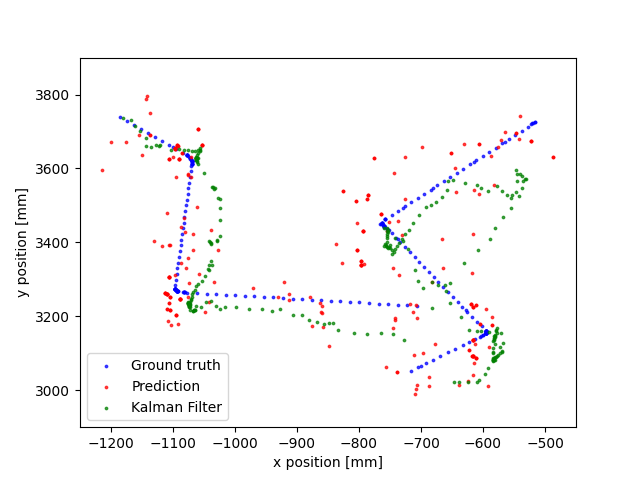 3800
3600
3400
3200
3000
y position [mm]
Ground truth
Prediction
Kalman Filter
−1200 −1100 −1000 −900 −800 −700 −600 −500
x position [mm]